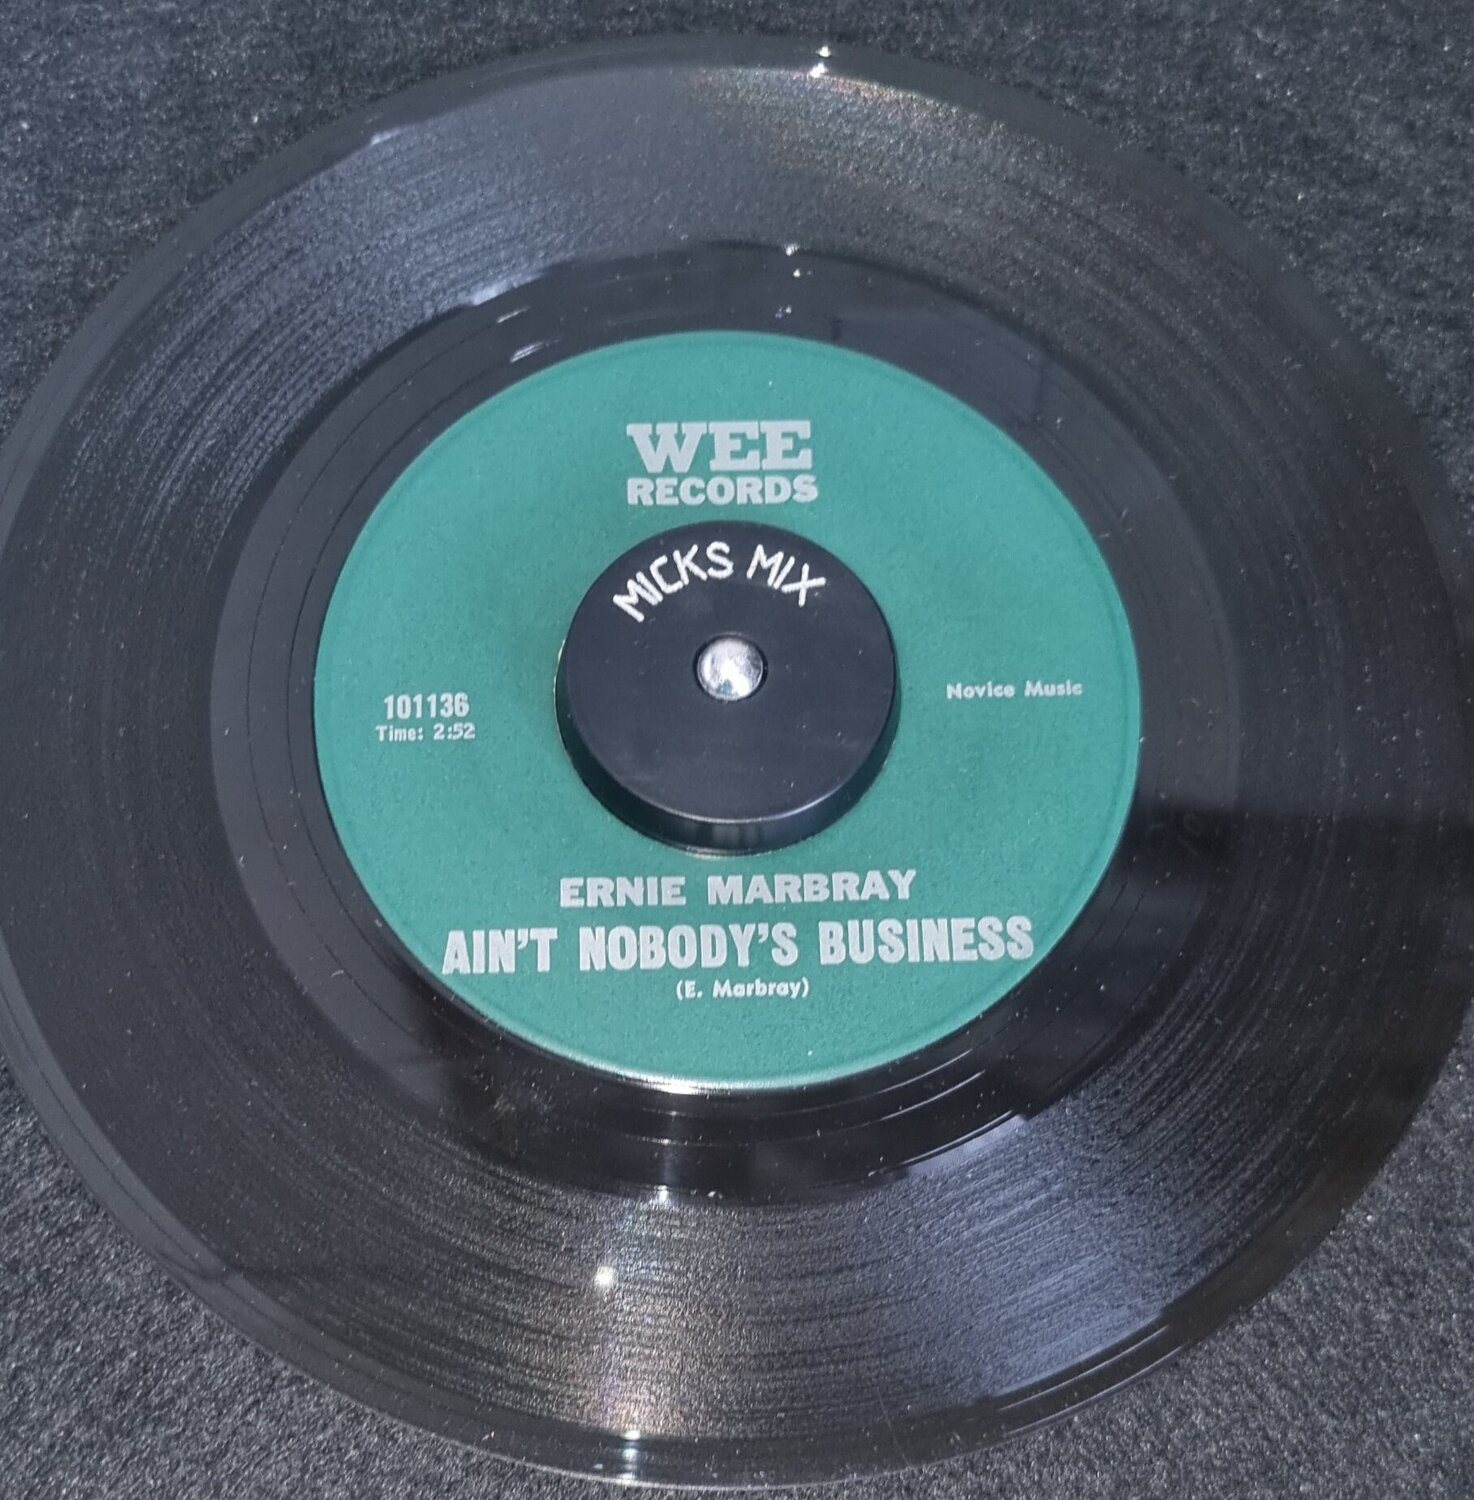 WEE
RECORDS
MICKS MIX
101136
Time: 2:52
Novice Music
ERNIE MARBRAY
AIN'T NOBODY'S BUSINESS
(E. Marbray)